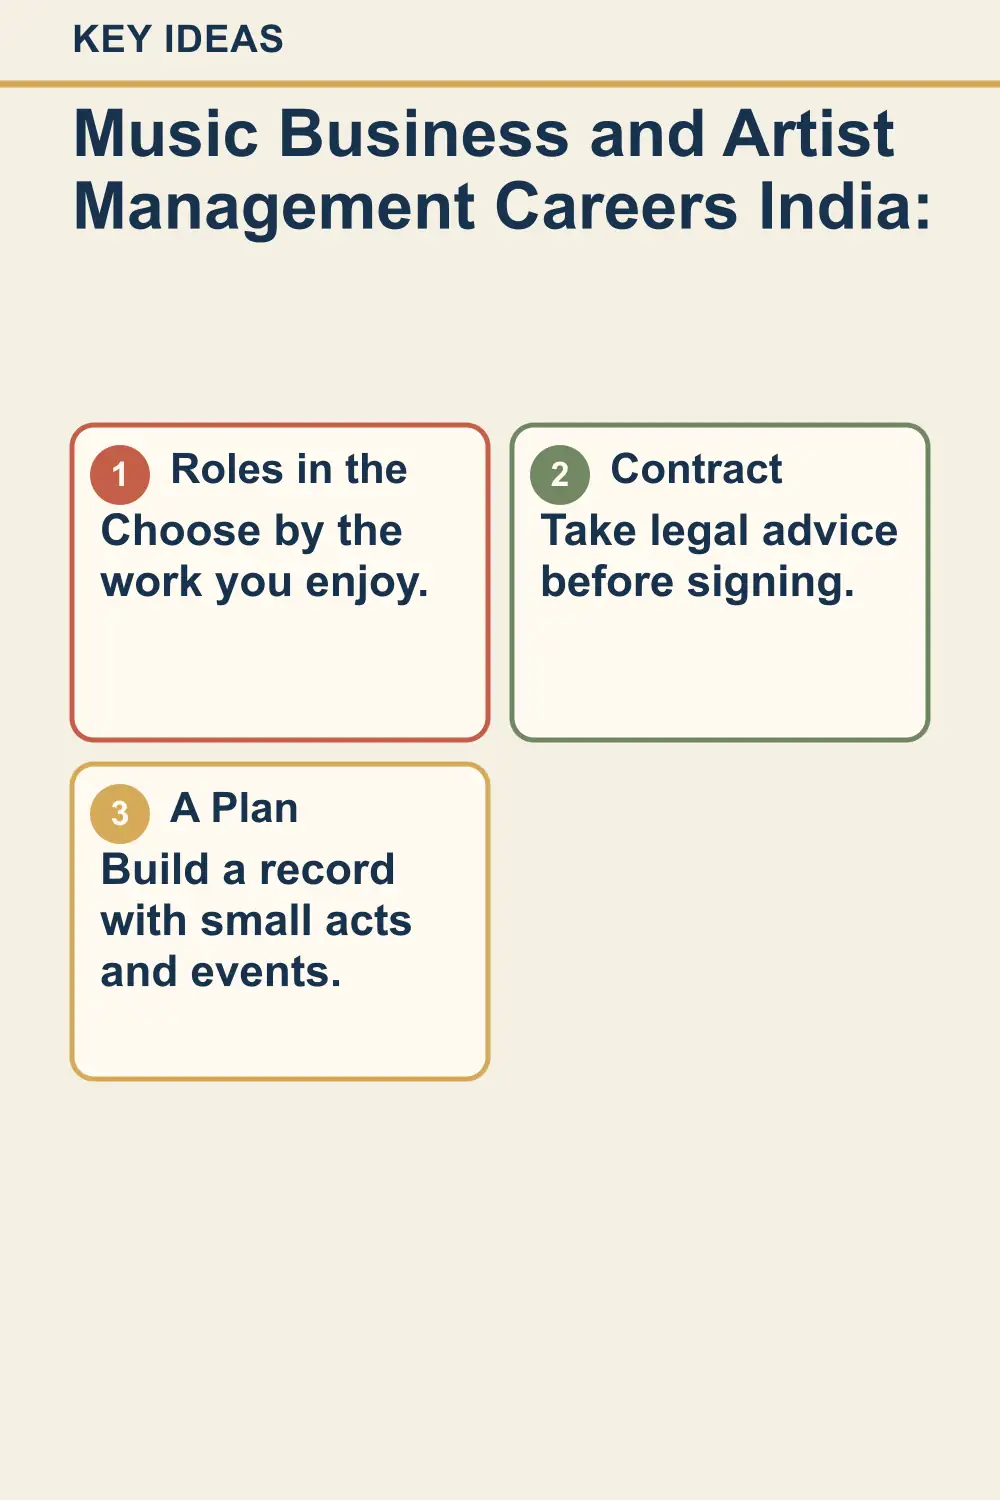 KEY IDEAS
Music Business and Artist
Management Careers India:
1 Roles in the
Choose by the
work you enjoy.
2 Contract
Take legal advice
before signing.
3 A Plan
Build a record
with small acts
and events.